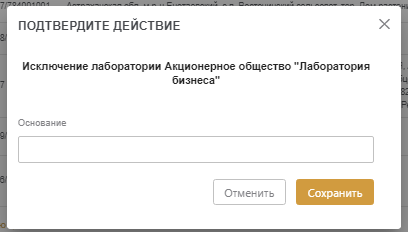 ПОДТВЕРДИТЕ ДЕЙСТВИЕ
Исключение лаборатории Акционерное общество "Лаборатория
бизнеса"
Основание
Отменить
Сохранить